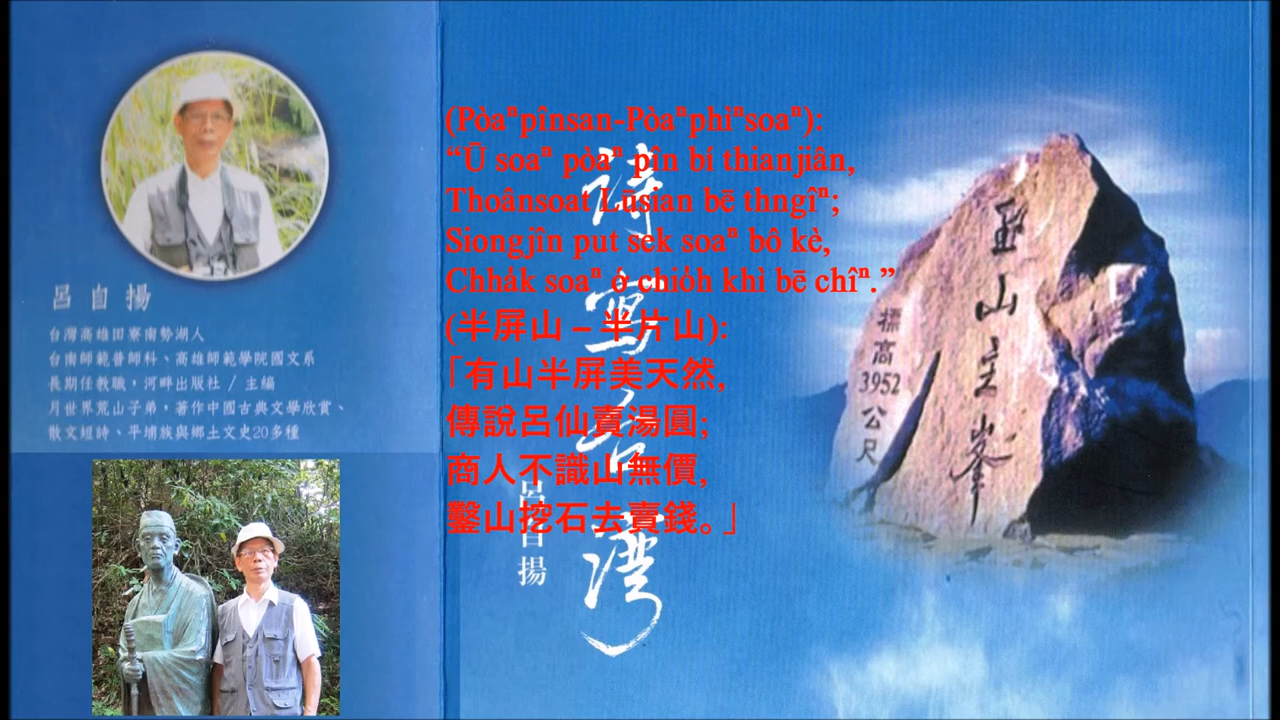 呂自揚
台灣高雄田寮南勢湖人
台南師範普師科、高雄師範學院國文系
長期任教職，河畔出版社／主編
月世界荒山子弟，著作中國古典文學欣賞、
散文短詩、平埔族與鄉土文史20多種
(Pòaⁿpînsan-Pòaⁿphìⁿsoaⁿ):
“Ū soaⁿ pòaⁿ pîn bí thianjiân,
Thoânsoat Lūsian bē thngîⁿ;
Siongjîn put sek soaⁿ bô kè,
Chha̍k soaⁿ ó͘ chio̍h khì bē chîⁿ.”
(半屏山 – 半片山):
「有山半屏美天然,
傳說呂仙賣湯圓;
商人不識山無價,
鑿山挖石去賣錢。」
詩寫台灣
呂自揚
玉山主峯
標高3952公尺